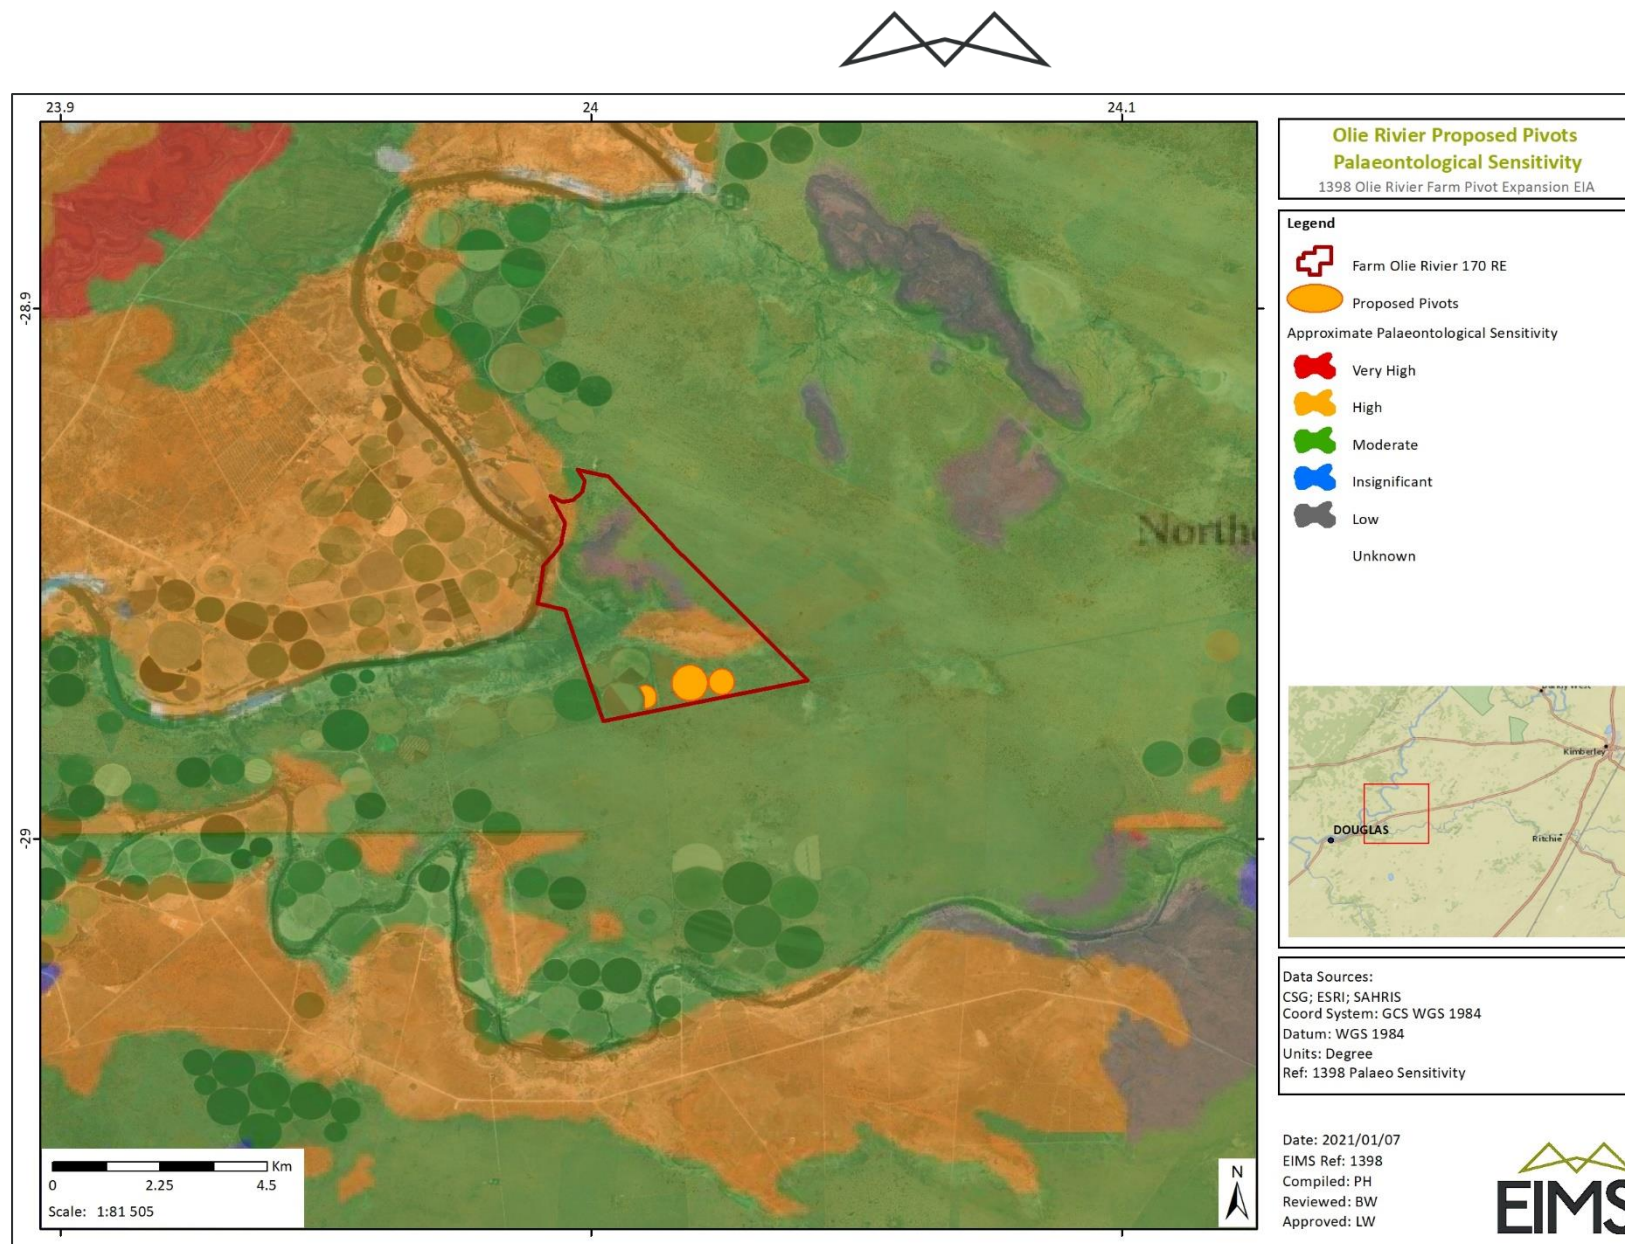 23.9
24
24.1
-28.9
-29
Olie Rivier Proposed Pivots
Palaeontological Sensitivity
1398 Olie Rivier Farm Pivot Expansion EIA
Legend
Farm Olie Rivier 170 RE
Proposed Pivots
Approximate Palaeontological Sensitivity
Very High
High
Moderate
Insignificant
Low
Unknown
Kimberley
DOUGLAS
Ritchie
Data Sources:
CSG; ESRI; SAHRIS
Coord System: GCS WGS 1984
Datum: WGS 1984
Units: Degree
Ref: 1398 Palaeo Sensitivity
Km
0 2.25 4.5
Scale: 1:81 505
N
Date: 2021/01/07
EIMS Ref: 1398
Compiled: PH
Reviewed: BW
Approved: LW
EIMS